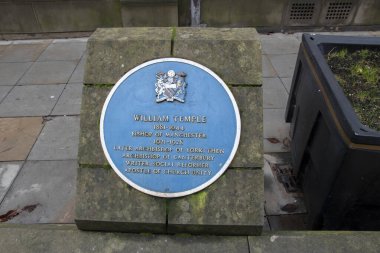 WILLIAM TEMPLE
1881-1944
BISHOP OF MANCHESTER
1921-1929
LATER ARCHBISHOP OF YORK, THEN
ARCHBISHOP OF CANTERBURY
WRITER, SOCIAL REFORMER
APOSTLE OF CHURCH UNITY